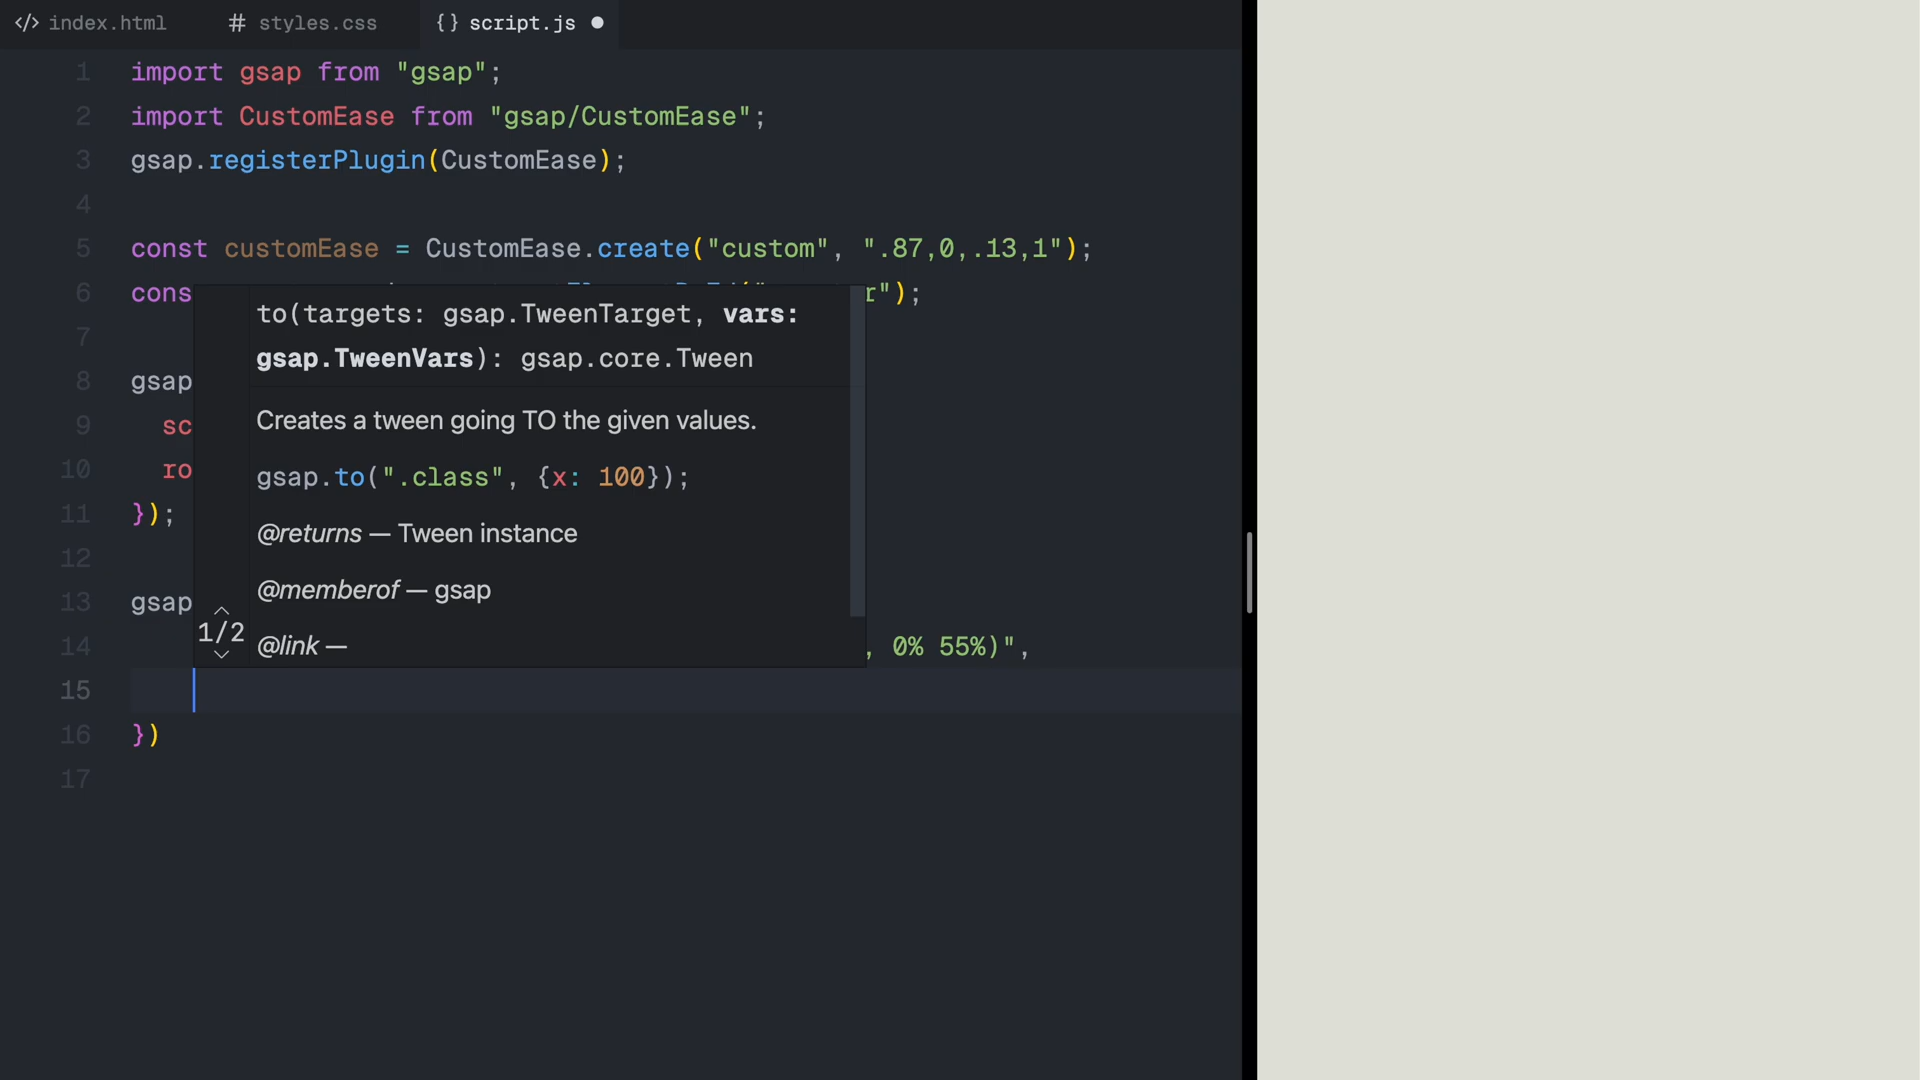 index.html # styles.css {} script.js
1 import gsap from "gsap";
2 import CustomEase from "gsap/CustomEase";
3 gsap.registerPlugin(CustomEase);
4
5 const customEase = CustomEase.create("custom", ".87,0,.13,1");
6 cons r");
7
8 gsap
9 sc
10 ro
11 });
12
13 gsap
14 , 0% 55%)",
15
16 })
17
to(targets: gsap.TweenTarget, vars:
gsap.TweenVars): gsap.core.Tween
Creates a tween going TO the given values.
gsap.to(".class", {x: 100});
@returns — Tween instance
@memberof — gsap
1/2
@link —